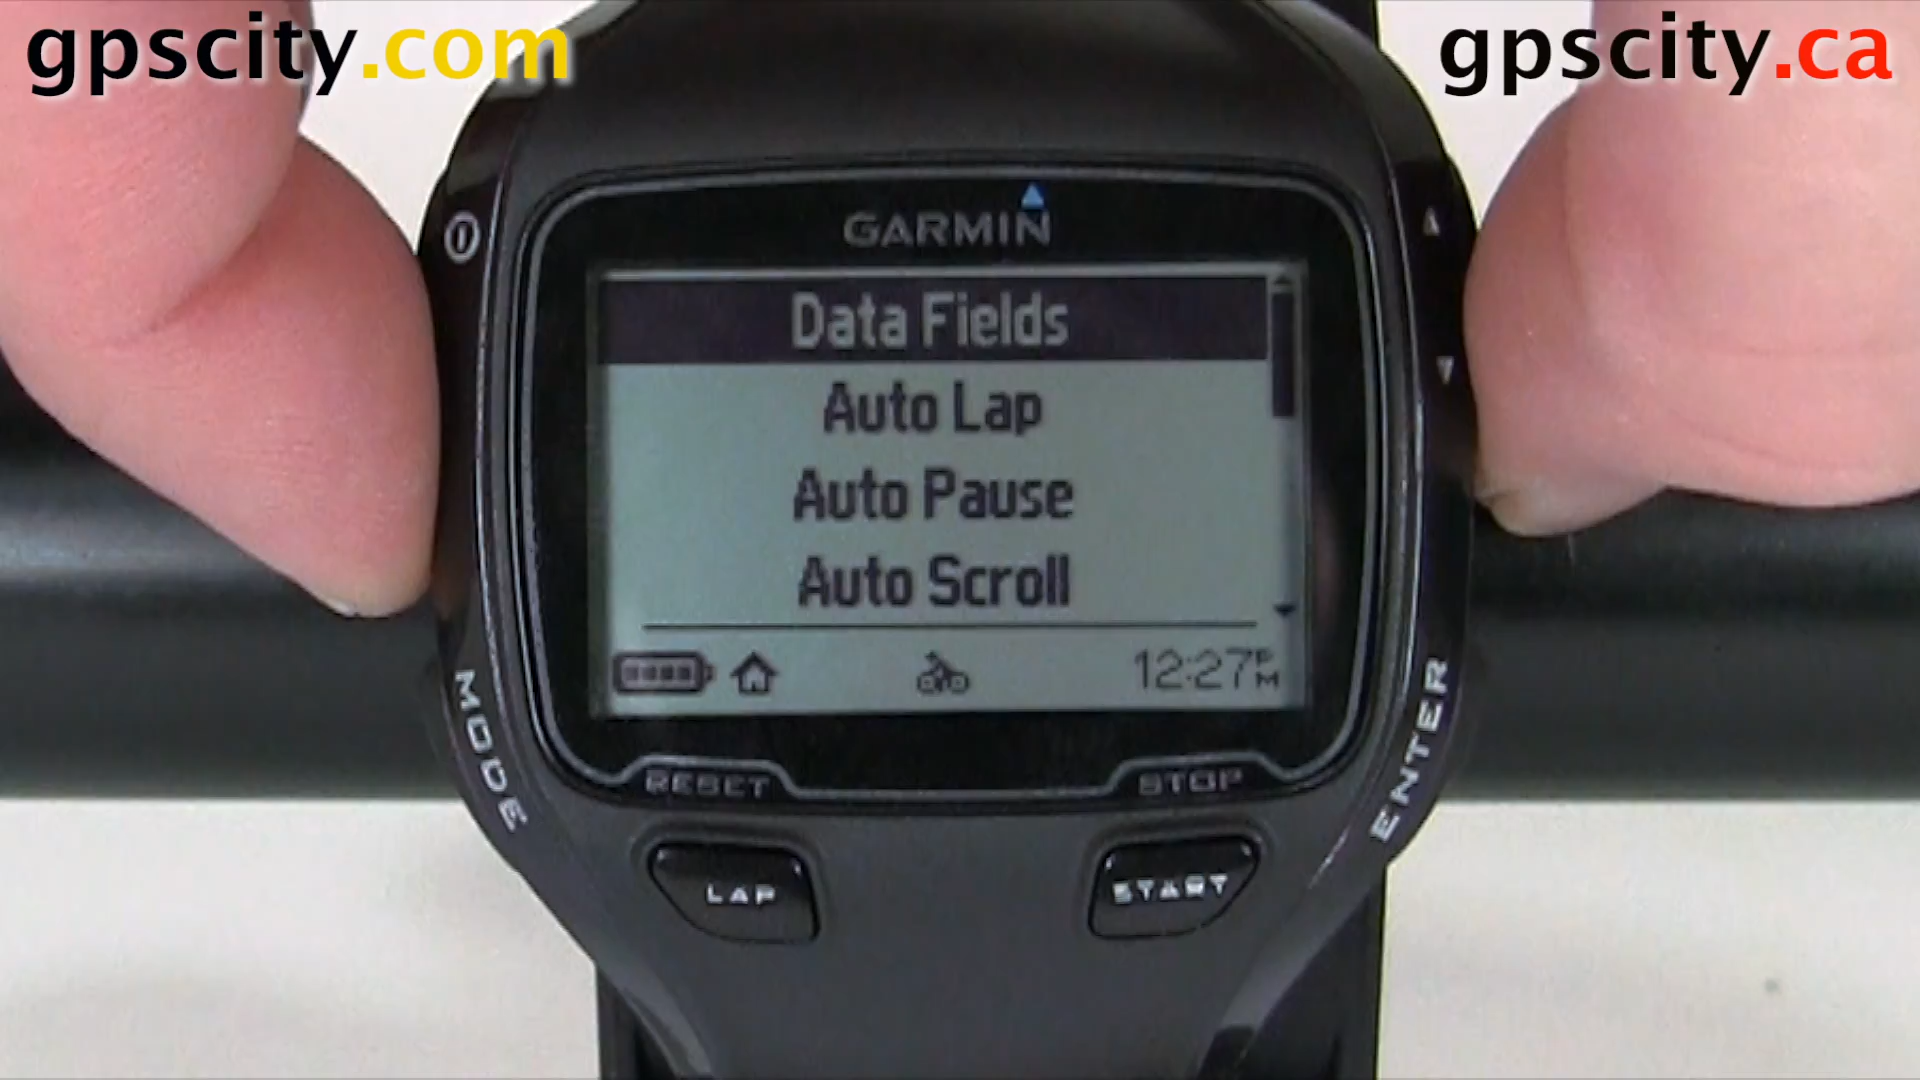 gpscity.com
gpscity.ca
GARMIN
Data Fields
Auto Lap
Auto Pause
Auto Scroll
12:27PM
MODE
ENTER
RESET
STOP
LAP
START